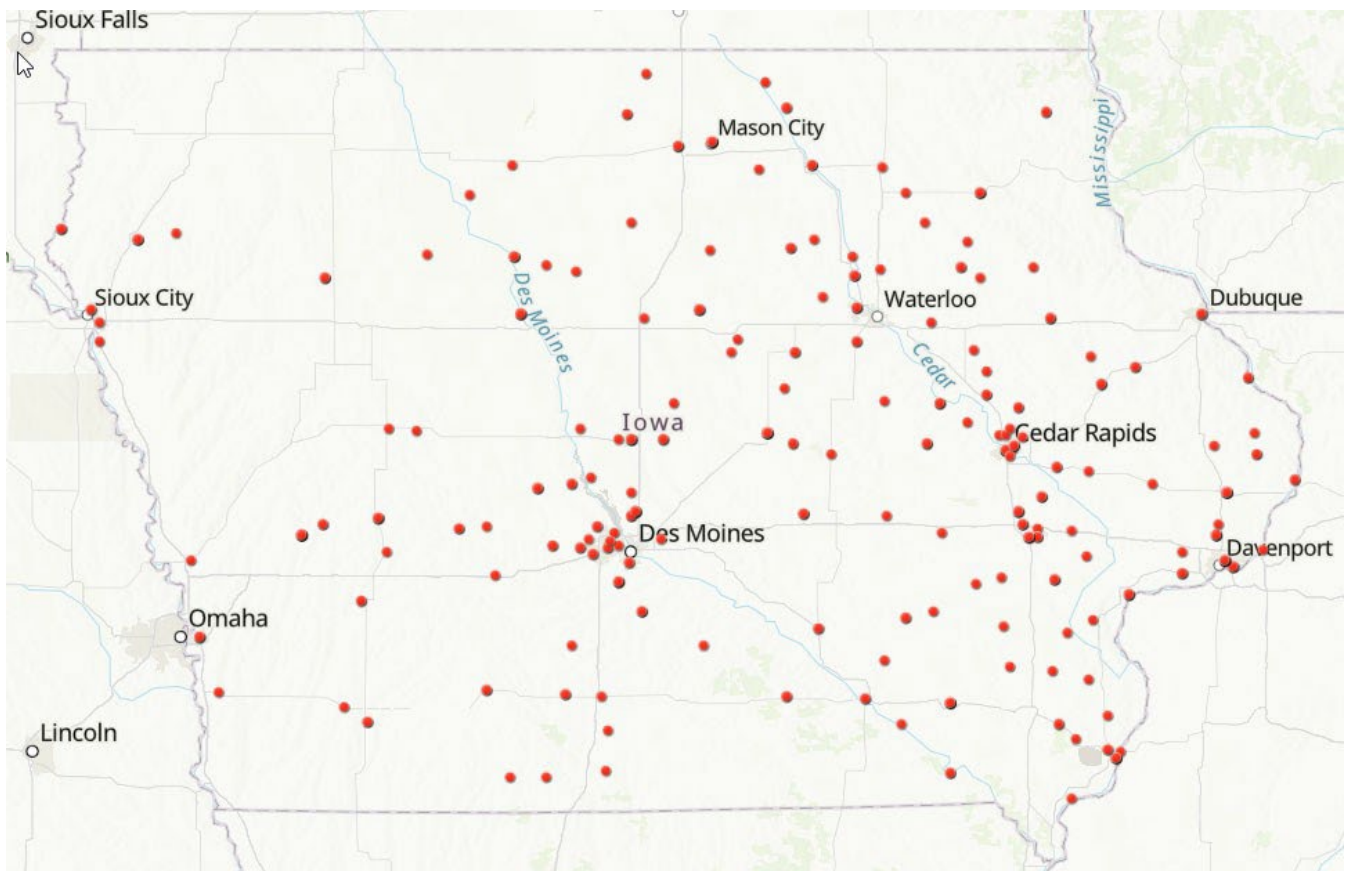 Sioux Falls
Mason City
Mississippi
Sioux City
Des Moines
Waterloo
Dubuque
Cedar
Iowa
Cedar Rapids
Des Moines
Davenport
Omaha
Lincoln